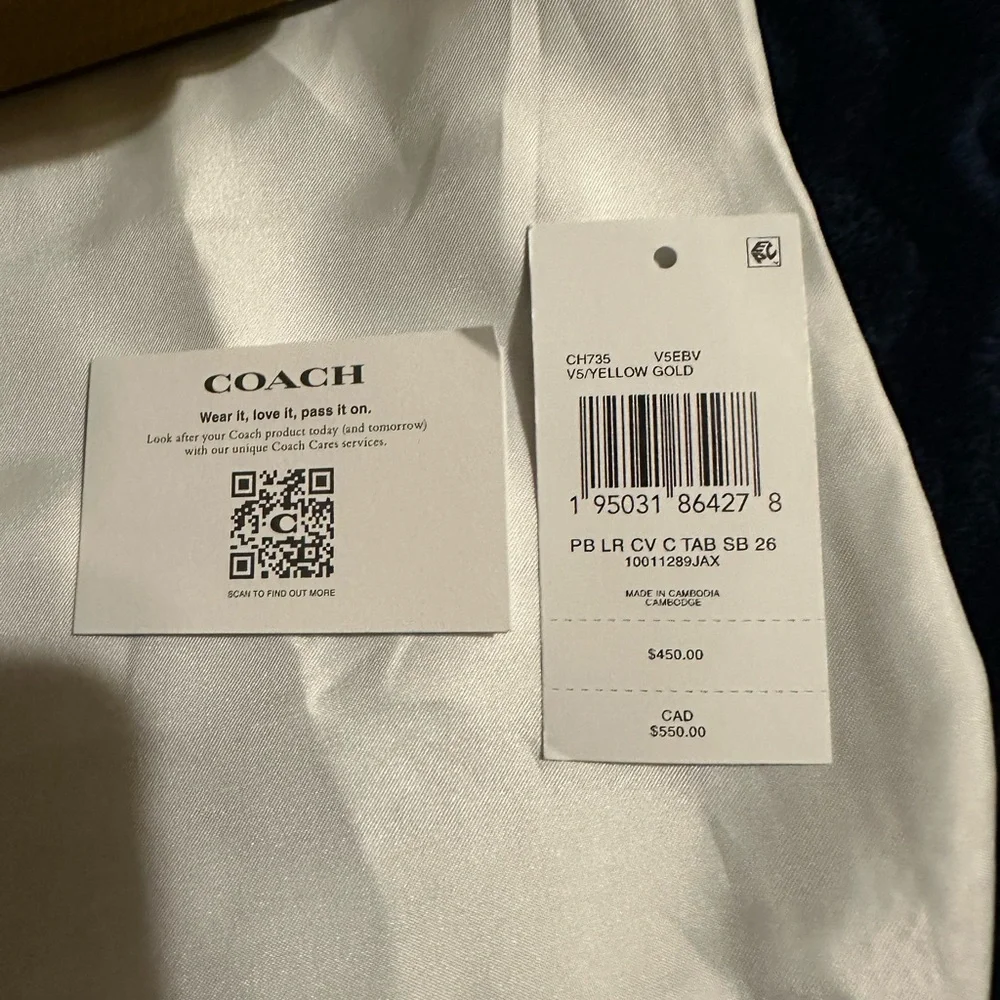 COACH
Wear it, love it, pass it on.
Look after your Coach product today (and tomorrow)
with our unique Coach Cares services.
C
SCAN TO FIND OUT MORE
CH735 V5EBV
V5/YELLOW GOLD
1 95031 86427 8
PB LR CV C TAB SB 26
10011289JAX
MADE IN CAMBODIA
CAMBODGE
$450.00
CAD
$550.00